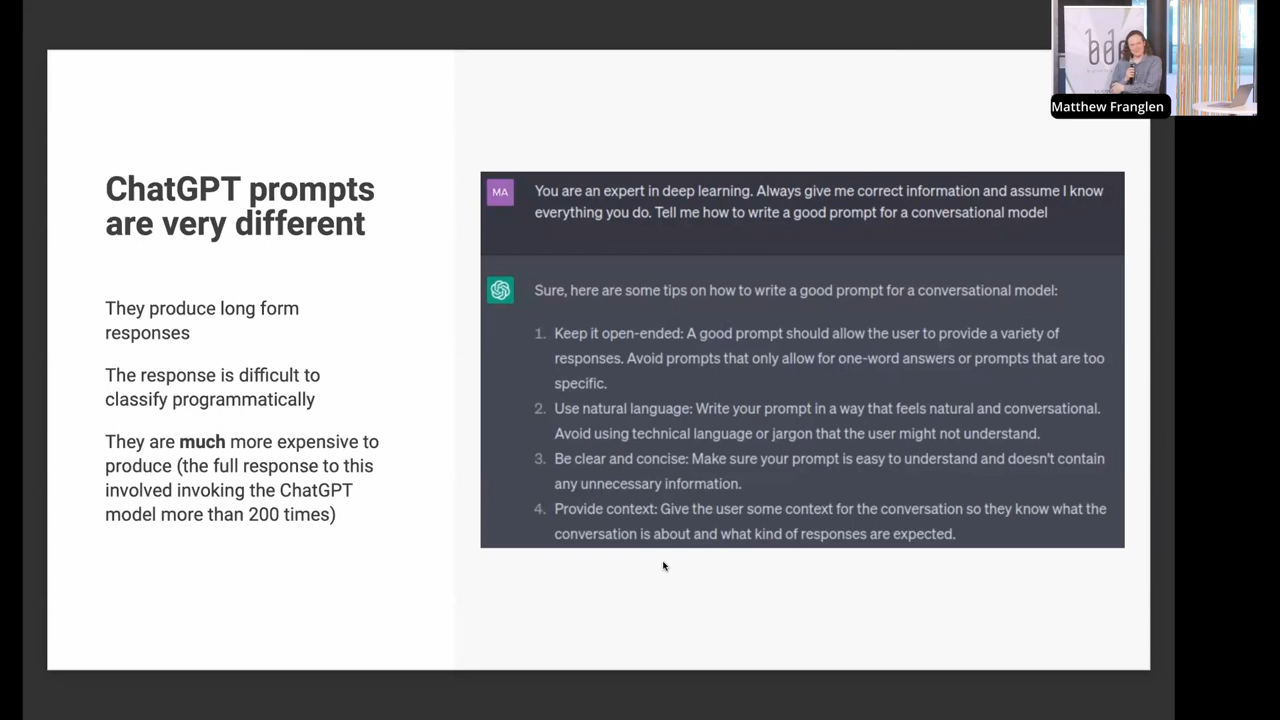 bde
Matthew Franglen
ChatGPT prompts
are very different
They produce long form
responses
The response is difficult to
classify programmatically
They are much more expensive to
produce (the full response to this
involved invoking the ChatGPT
model more than 200 times)
MA
You are an expert in deep learning. Always give me correct information and assume I know
everything you do. Tell me how to write a good prompt for a conversational model
Sure, here are some tips on how to write a good prompt for a conversational model:
1. Keep it open-ended: A good prompt should allow the user to provide a variety of
responses. Avoid prompts that only allow for one-word answers or prompts that are too
specific.
2. Use natural language: Write your prompt in a way that feels natural and conversational.
Avoid using technical language or jargon that the user might not understand.
3. Be clear and concise: Make sure your prompt is easy to understand and doesn't contain
any unnecessary information.
4. Provide context: Give the user some context for the conversation so they know what the
conversation is about and what kind of responses are expected.